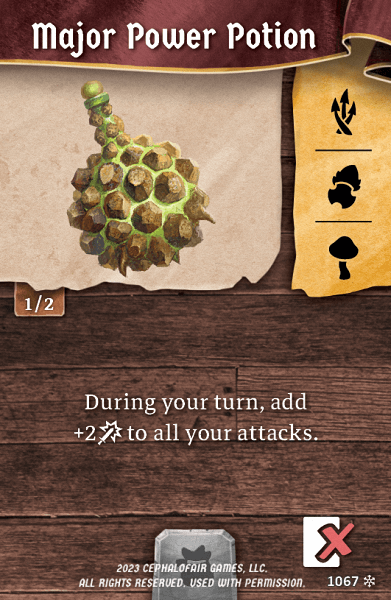 Major Power Potion
1/2
During your turn, add
+2 to all your attacks.
2023 CEPHALOFAIR GAMES, LLC.
ALL RIGHTS RESERVED. USED WITH PERMISSION.
1067